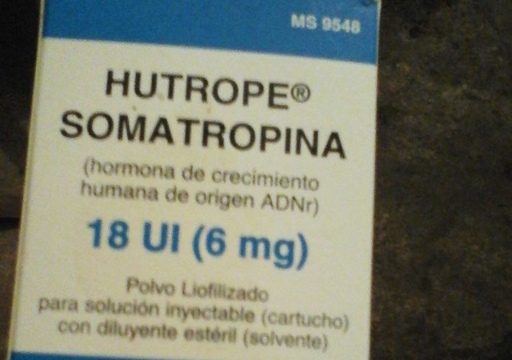 MS 9548
HUTROPE®
SOMATROPINA
(hormona de crecimiento
humana de origen ADNr)
18 UI (6 mg)
Polvo Liofilizado
para solución inyectable (cartucho)
con diluyente estéril (solvente)